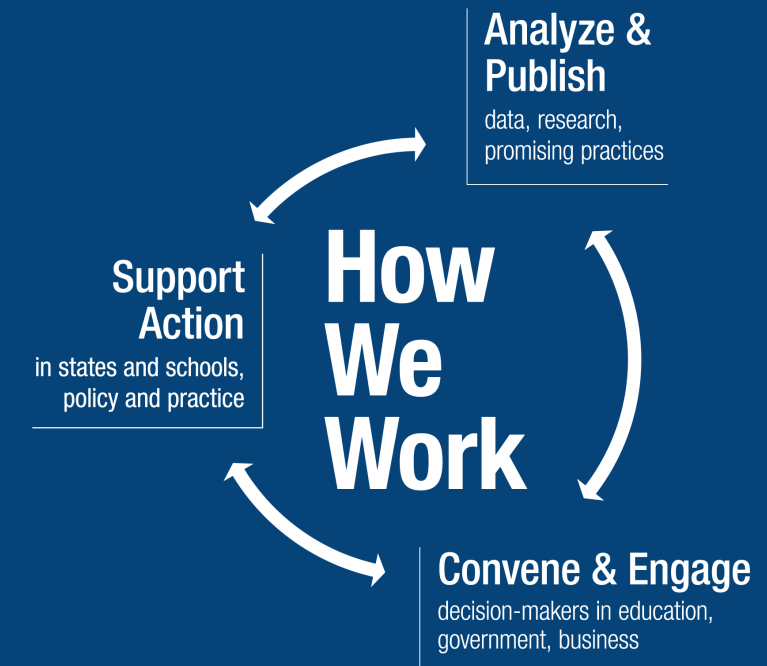 Analyze &
Publish
data, research,
promising practices
How
We
Work
Support
Action
in states and schools,
policy and practice
Convene & Engage
decision-makers in education,
government, business